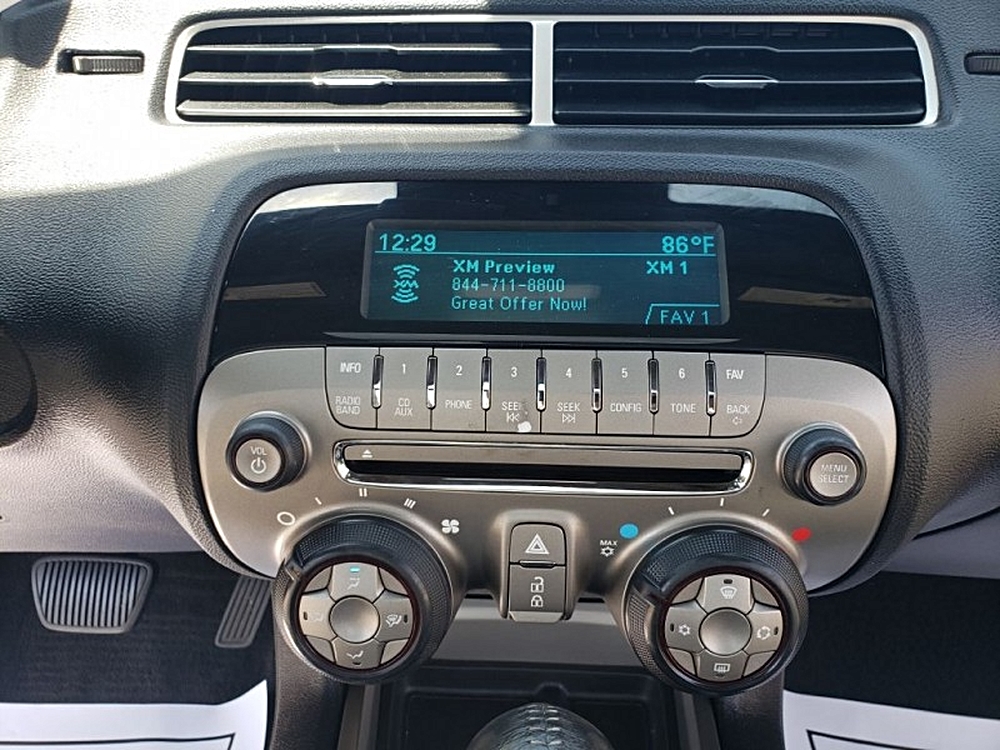 12:29 86°F
XM Preview XM 1
XM 844-711-8800
Great Offer Now!
FAV 1
INFO 1 2 3 4 5 6 FAV
RADIO BAND CD AUX PHONE SEEK SEEK CONFIG TONE BACK
VOL
MENU SELECT
MAX